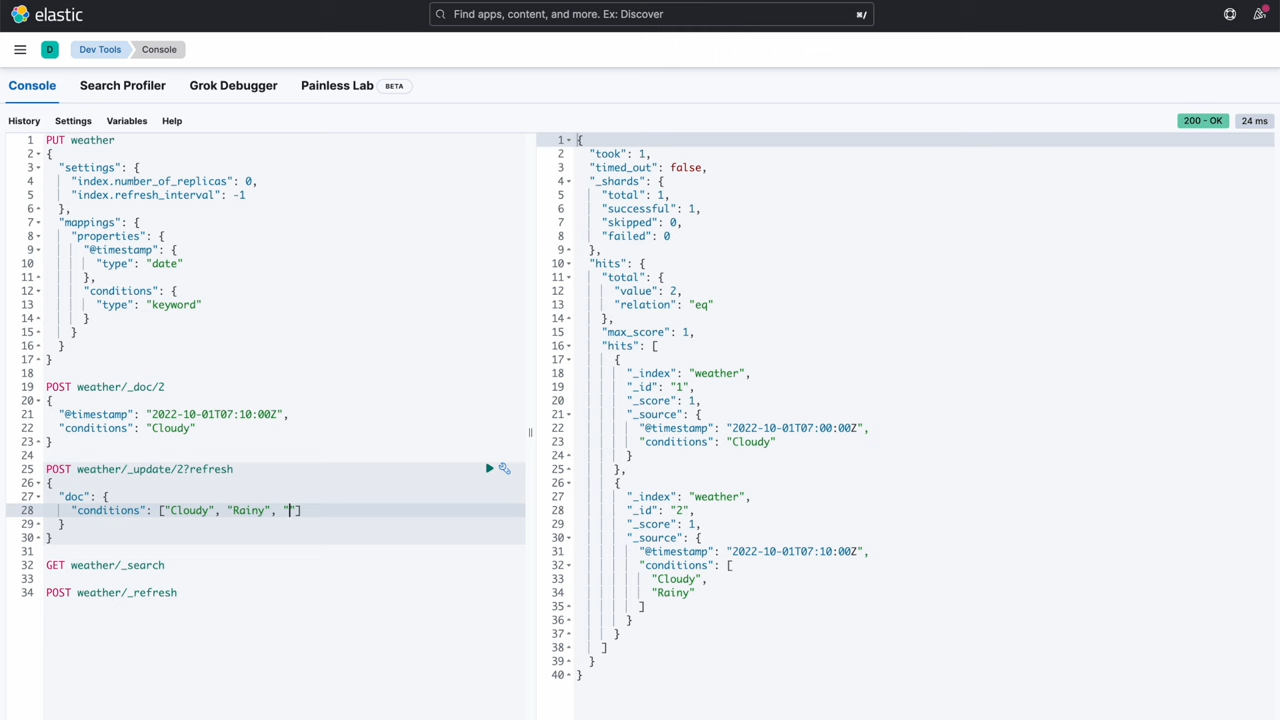 elastic
Find apps, content, and more. Ex: Discover
⌘/
D
Dev Tools
Console
Console
Search Profiler
Grok Debugger
Painless Lab
BETA
History
Settings
Variables
Help
200 - OK
24 ms
1 PUT weather
2 {
3 "settings": {
4 "index.number_of_replicas": 0,
5 "index.refresh_interval": -1
6 },
7 "mappings": {
8 "properties": {
9 "@timestamp": {
10 "type": "date"
11 },
12 "conditions": {
13 "type": "keyword"
14 }
15 }
16 }
17 }
18
19 POST weather/_doc/2
20 {
21 "@timestamp": "2022-10-01T07:10:00Z",
22 "conditions": "Cloudy"
23 }
24
25 POST weather/_update/2?refresh
26 {
27 "doc": {
28 "conditions": ["Cloudy", "Rainy", ""]
29 }
30 }
31
32 GET weather/_search
33
34 POST weather/_refresh
1 {
2 "took": 1,
3 "timed_out": false,
4 "_shards": {
5 "total": 1,
6 "successful": 1,
7 "skipped": 0,
8 "failed": 0
9 },
10 "hits": {
11 "total": {
12 "value": 2,
13 "relation": "eq"
14 },
15 "max_score": 1,
16 "hits": [
17 {
18 "_index": "weather",
19 "_id": "1",
20 "_score": 1,
21 "_source": {
22 "@timestamp": "2022-10-01T07:00:00Z",
23 "conditions": "Cloudy"
24 }
25 },
26 {
27 "_index": "weather",
28 "_id": "2",
29 "_score": 1,
30 "_source": {
31 "@timestamp": "2022-10-01T07:10:00Z",
32 "conditions": [
33 "Cloudy",
34 "Rainy"
35 ]
36 }
37 }
38 ]
39 }
40 }